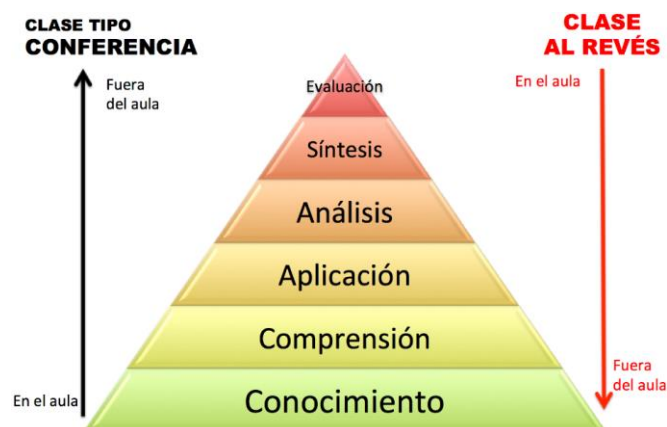 CLASE TIPO
CONFERENCIA
Fuera
del aula
En el aula
CLASE
AL REVÉS
En el aula
Fuera
del aula
Evaluación
Síntesis
Análisis
Aplicación
Comprensión
Conocimiento